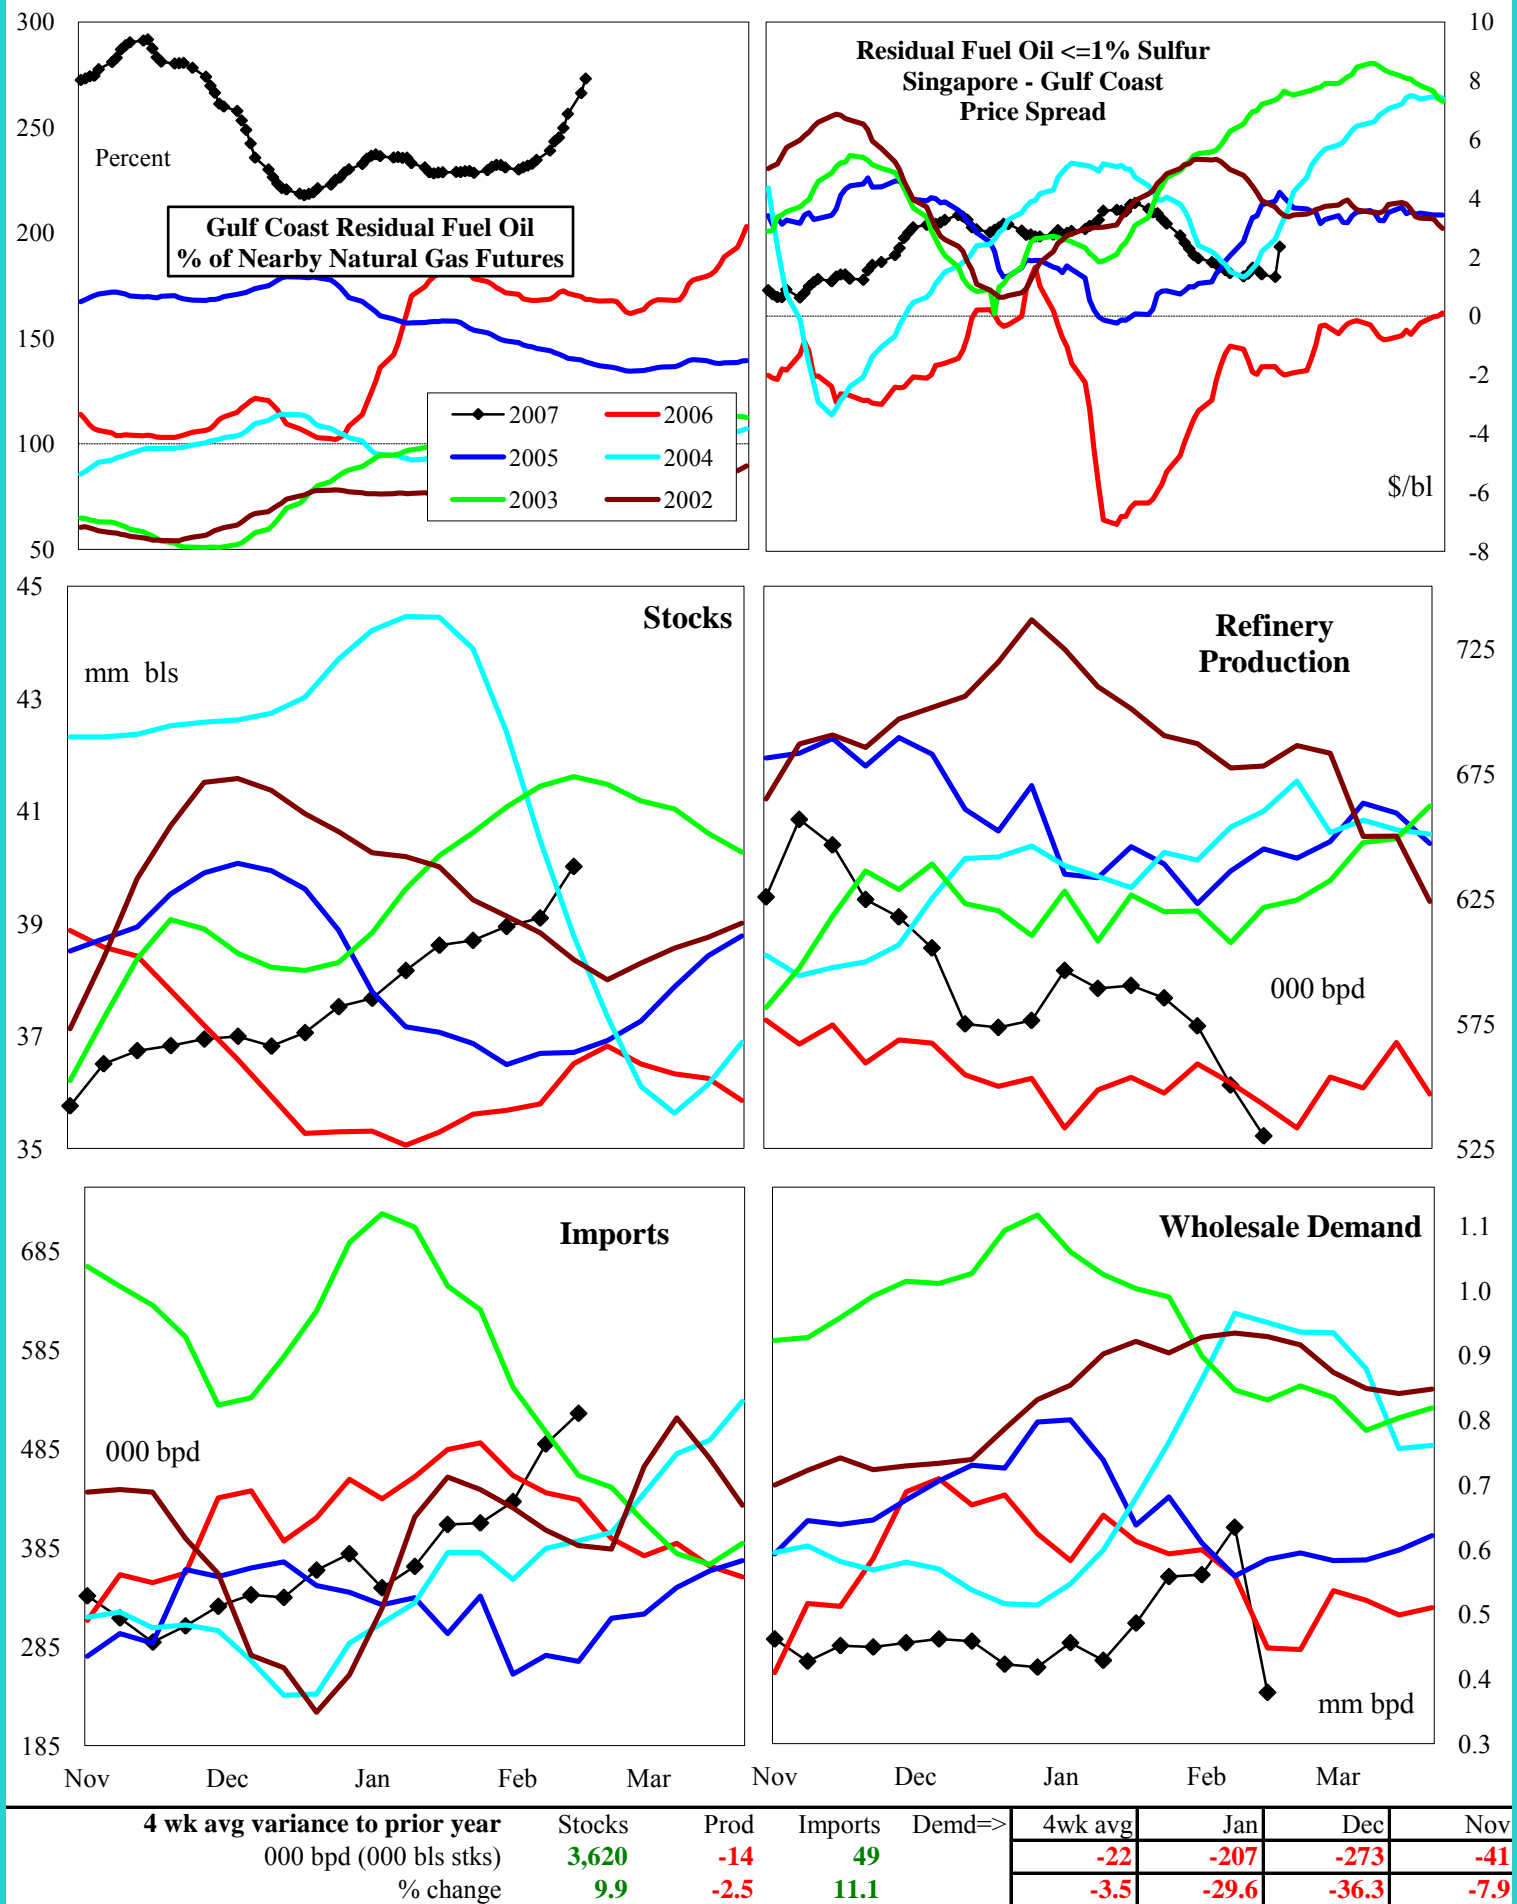 300
250
200
150
100
50
Percent
Gulf Coast Residual Fuel Oil
% of Nearby Natural Gas Futures
2007
2006
2005
2004
2003
2002
Residual Fuel Oil <=1% Sulfur
Singapore - Gulf Coast
Price Spread
10
8
6
4
2
0
-2
-4
-6
-8
$/bl
45
43
41
39
37
35
Stocks
mm bls
Refinery
Production
725
675
625
575
525
000 bpd
685
585
485
385
285
185
Imports
000 bpd
Nov Dec Jan Feb Mar
Wholesale Demand
1.1
1.0
0.9
0.8
0.7
0.6
0.5
0.4
0.3
mm bpd
Nov Dec Jan Feb Mar
4 wk avg variance to prior year Stocks Prod Imports Demd=> 4wk avg Jan Dec Nov
000 bpd (000 bls stks) 3,620 -14 49 -22 -207 -273 -41
% change 9.9 -2.5 11.1 -3.5 -29.6 -36.3 -7.9